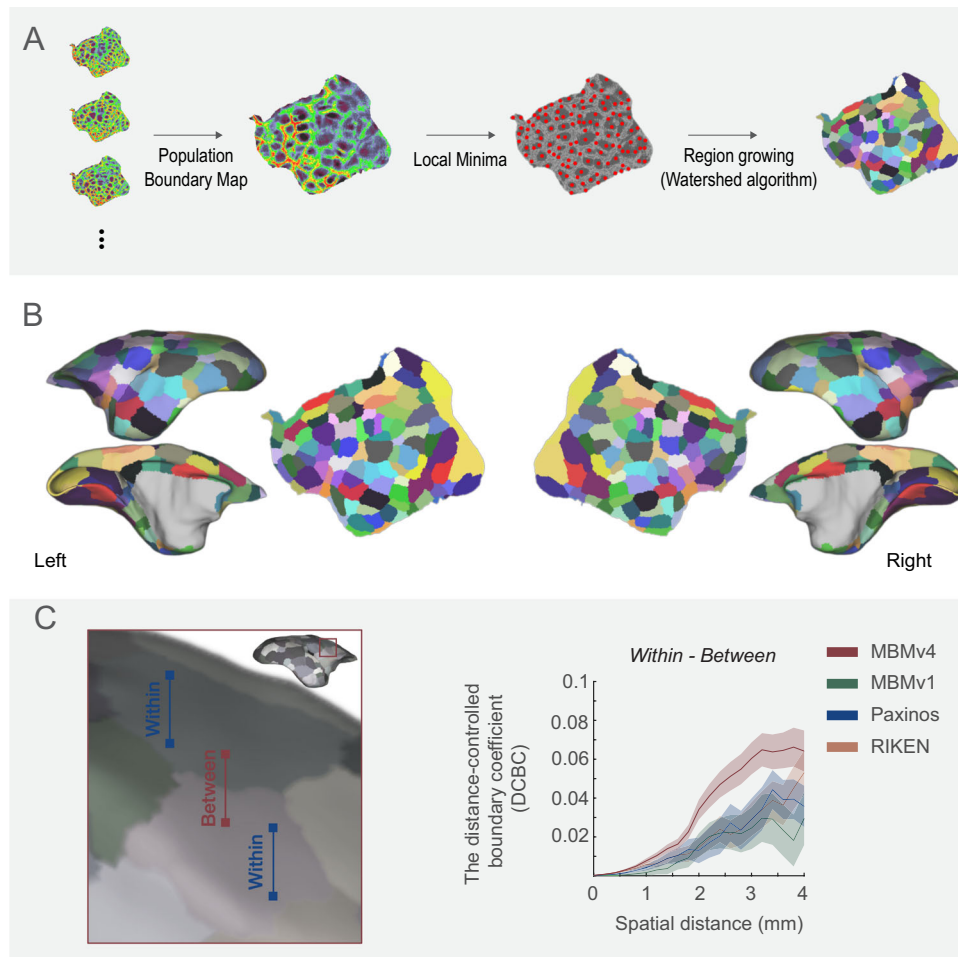 A
Population
Boundary Map
Local Minima
Region growing
(Watershed algorithm)
B
Left
Right
C
Within
Between
Within
Within - Between
The distance-controlled
boundary coefficient
(DCBC)
0.1
0.08
0.06
0.04
0.02
0
1
2
3
4
Spatial distance (mm)
MBMv4
MBMv1
Paxinos
RIKEN